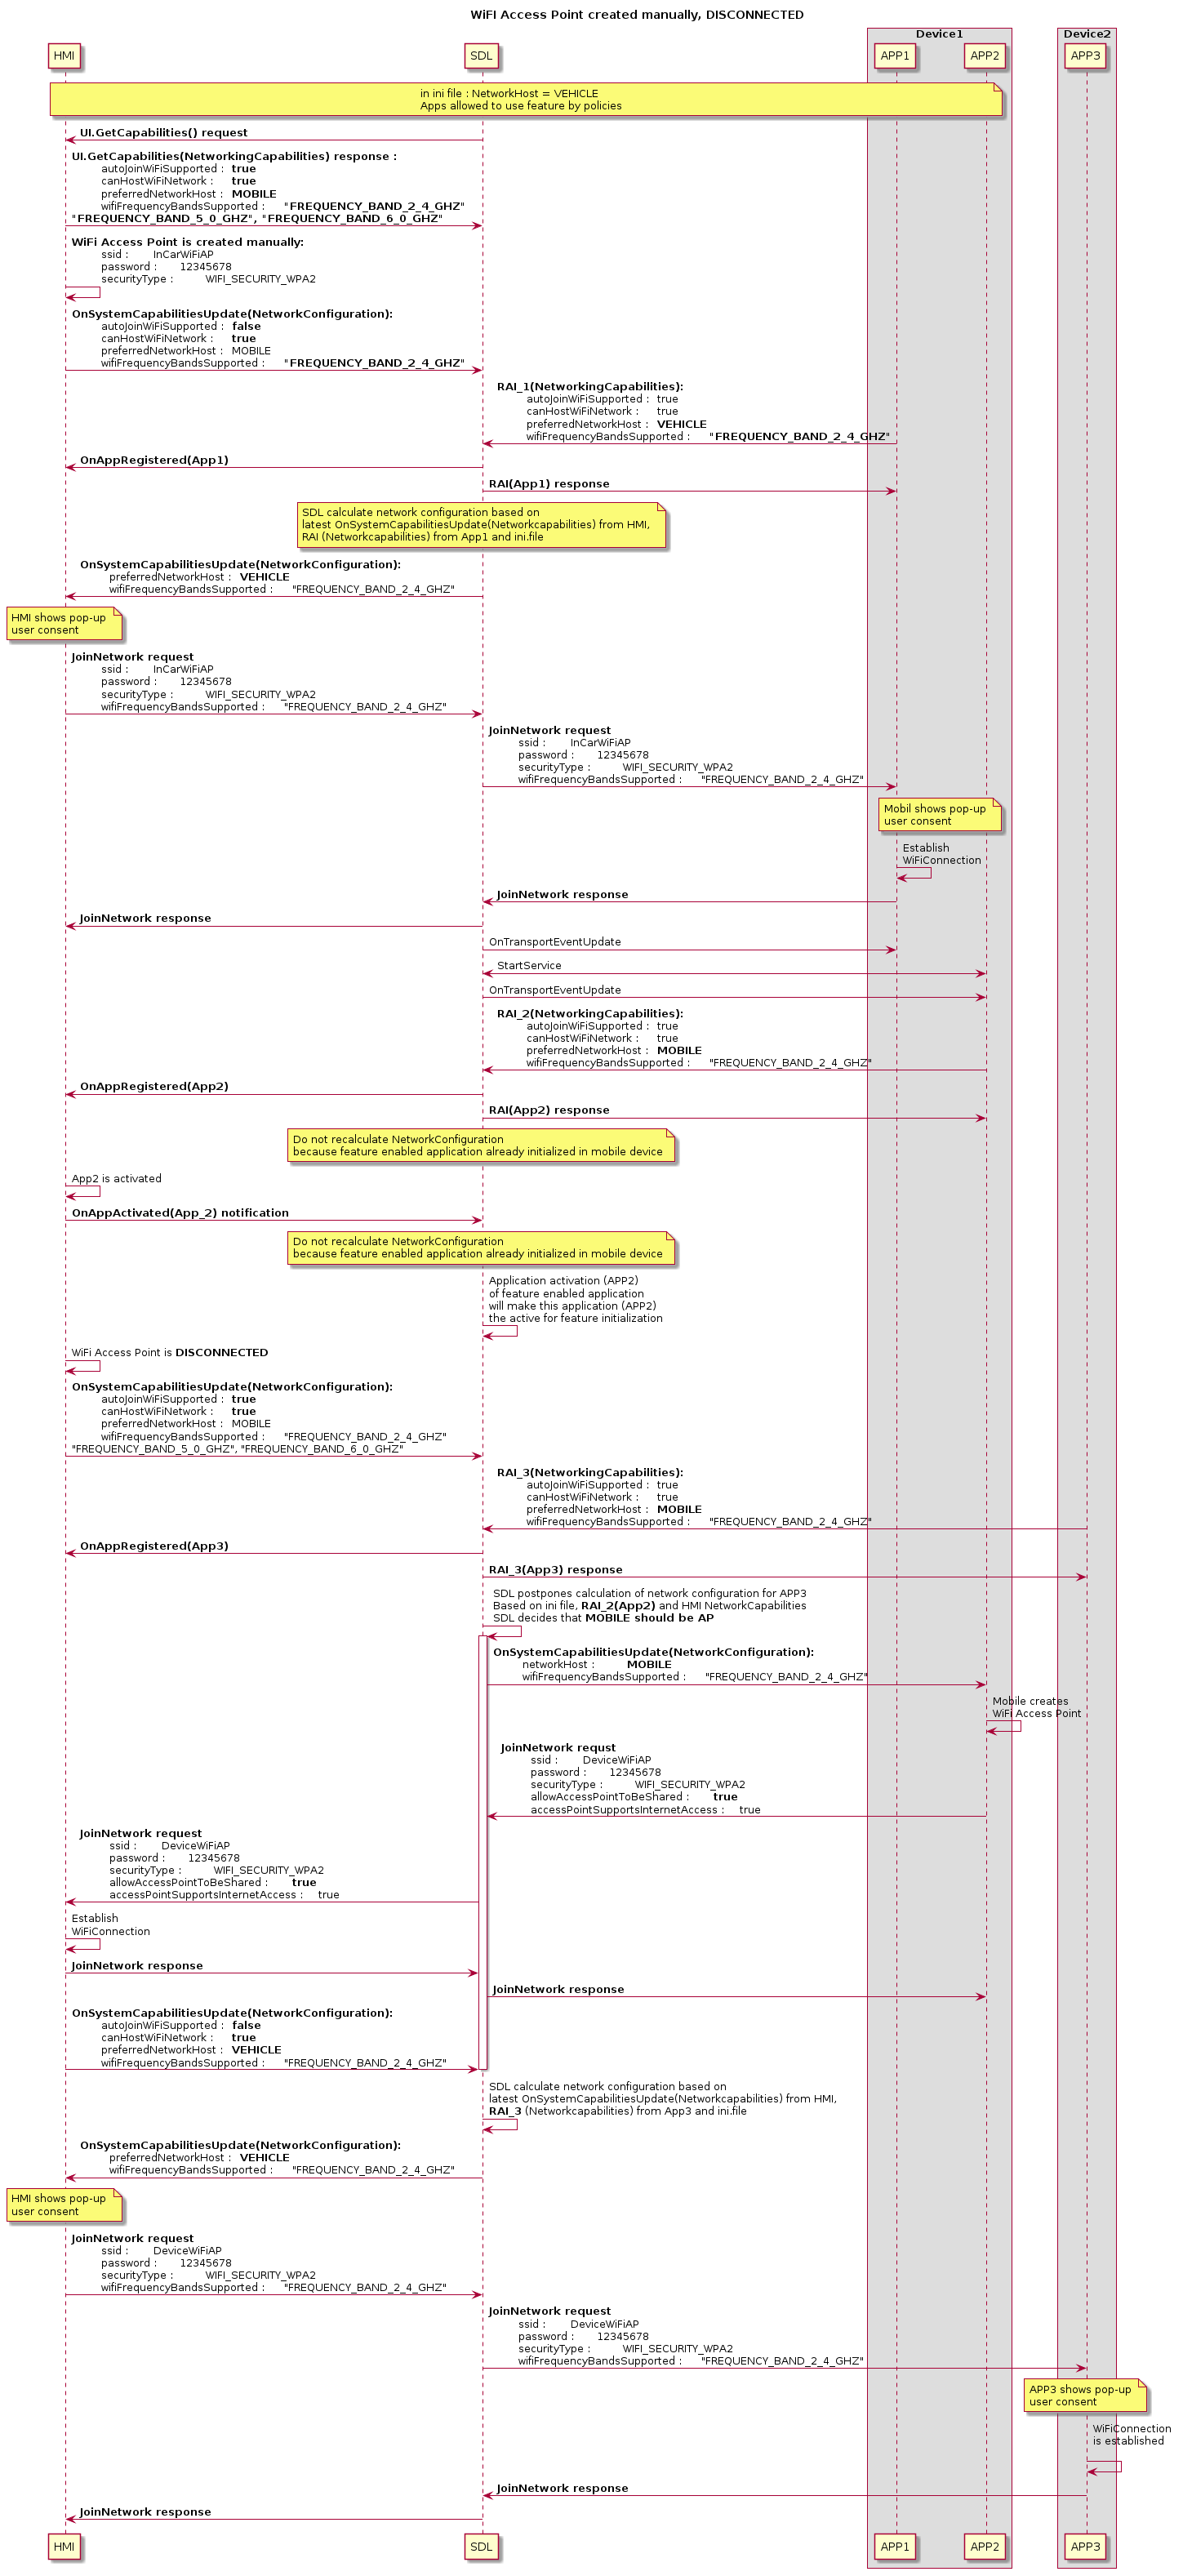 WiFI Access Point created manually, DISCONNECTED
Device1
Device2
HMI
SDL
APP1
APP2
APP3
in ini file : NetworkHost = VEHICLE
Apps allowed to use feature by policies
UI.GetCapabilities() request
UI.GetCapabilities(NetworkingCapabilities) response :
autoJoinWiFiSupported : true
canHostWiFiNetwork : true
preferredNetworkHost : MOBILE
wifiFrequencyBandsSupported : "FREQUENCY_BAND_2_4_GHZ"
"FREQUENCY_BAND_5_0_GHZ", "FREQUENCY_BAND_6_0_GHZ"
WiFi Access Point is created manually:
ssid : InCarWiFiAP
password : 12345678
securityType : WIFI_SECURITY_WPA2
OnSystemCapabilitiesUpdate(NetworkConfiguration):
autoJoinWiFiSupported : false
canHostWiFiNetwork : true
preferredNetworkHost : MOBILE
wifiFrequencyBandsSupported : "FREQUENCY_BAND_2_4_GHZ"
RAI_1(NetworkingCapabilities):
autoJoinWiFiSupported : true
canHostWiFiNetwork : true
preferredNetworkHost : VEHICLE
wifiFrequencyBandsSupported : "FREQUENCY_BAND_2_4_GHZ"
OnAppRegistered(App1)
RAI(App1) response
SDL calculate network configuration based on
latest OnSystemCapabilitiesUpdate(Networkcapabilities) from HMI,
RAI (Networkcapabilities) from App1 and ini.file
OnSystemCapabilitiesUpdate(NetworkConfiguration):
preferredNetworkHost : VEHICLE
wifiFrequencyBandsSupported : "FREQUENCY_BAND_2_4_GHZ"
HMI shows pop-up
user consent
JoinNetwork request
ssid : InCarWiFiAP
password : 12345678
securityType : WIFI_SECURITY_WPA2
wifiFrequencyBandsSupported : "FREQUENCY_BAND_2_4_GHZ"
JoinNetwork request
ssid : InCarWiFiAP
password : 12345678
securityType : WIFI_SECURITY_WPA2
wifiFrequencyBandsSupported : "FREQUENCY_BAND_2_4_GHZ"
Mobil shows pop-up
user consent
Establish
WiFiConnection
JoinNetwork response
JoinNetwork response
OnTransportEventUpdate
StartService
OnTransportEventUpdate
RAI_2(NetworkingCapabilities):
autoJoinWiFiSupported : true
canHostWiFiNetwork : true
preferredNetworkHost : MOBILE
wifiFrequencyBandsSupported : "FREQUENCY_BAND_2_4_GHZ"
OnAppRegistered(App2)
RAI(App2) response
Do not recalculate NetworkConfiguration
because feature enabled application already initialized in mobile device
App2 is activated
OnAppActivated(App_2) notification
Do not recalculate NetworkConfiguration
because feature enabled application already initialized in mobile device
Application activation (APP2)
of feature enabled application
will make this application (APP2)
the active for feature initialization
WiFi Access Point is DISCONNECTED
OnSystemCapabilitiesUpdate(NetworkConfiguration):
autoJoinWiFiSupported : true
canHostWiFiNetwork : true
preferredNetworkHost : MOBILE
wifiFrequencyBandsSupported : "FREQUENCY_BAND_2_4_GHZ"
"FREQUENCY_BAND_5_0_GHZ", "FREQUENCY_BAND_6_0_GHZ"
RAI_3(NetworkingCapabilities):
autoJoinWiFiSupported : true
canHostWiFiNetwork : true
preferredNetworkHost : MOBILE
wifiFrequencyBandsSupported : "FREQUENCY_BAND_2_4_GHZ"
OnAppRegistered(App3)
RAI_3(App3) response
SDL postpones calculation of network configuration for APP3
Based on ini file, RAI_2(App2) and HMI NetworkCapabilities
SDL decides that MOBILE should be AP
OnSystemCapabilitiesUpdate(NetworkConfiguration):
networkHost : MOBILE
wifiFrequencyBandsSupported : "FREQUENCY_BAND_2_4_GHZ"
Mobile creates
WiFi Access Point
JoinNetwork requst
ssid : DeviceWiFiAP
password : 12345678
securityType : WIFI_SECURITY_WPA2
allowAccessPointToBeShared : true
accessPointSupportsInternetAccess : true
JoinNetwork request
ssid : DeviceWiFiAP
password : 12345678
securityType : WIFI_SECURITY_WPA2
allowAccessPointToBeShared : true
accessPointSupportsInternetAccess : true
Establish
WiFiConnection
JoinNetwork response
JoinNetwork response
OnSystemCapabilitiesUpdate(NetworkConfiguration):
autoJoinWiFiSupported : false
canHostWiFiNetwork : true
preferredNetworkHost : VEHICLE
wifiFrequencyBandsSupported : "FREQUENCY_BAND_2_4_GHZ"
SDL calculate network configuration based on
latest OnSystemCapabilitiesUpdate(Networkcapabilities) from HMI,
RAI_3 (Networkcapabilities) from App3 and ini.file
OnSystemCapabilitiesUpdate(NetworkConfiguration):
preferredNetworkHost : VEHICLE
wifiFrequencyBandsSupported : "FREQUENCY_BAND_2_4_GHZ"
HMI shows pop-up
user consent
JoinNetwork request
ssid : DeviceWiFiAP
password : 12345678
securityType : WIFI_SECURITY_WPA2
wifiFrequencyBandsSupported : "FREQUENCY_BAND_2_4_GHZ"
JoinNetwork request
ssid : DeviceWiFiAP
password : 12345678
securityType : WIFI_SECURITY_WPA2
wifiFrequencyBandsSupported : "FREQUENCY_BAND_2_4_GHZ"
APP3 shows pop-up
user consent
WiFiConnection
is established
JoinNetwork response
JoinNetwork response
HMI
SDL
APP1
APP2
APP3